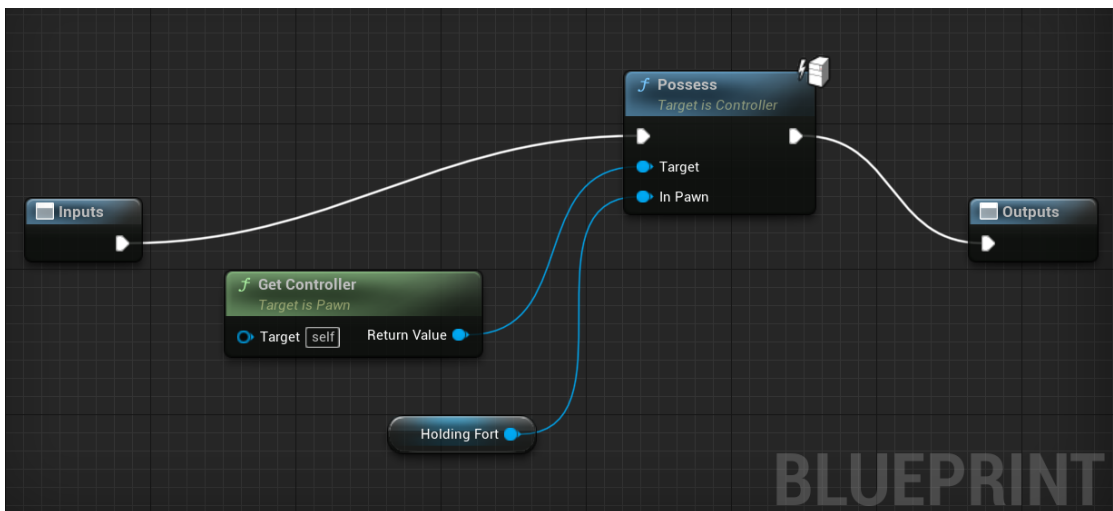 Possess
Target is Controller
Target
In Pawn
Inputs
Outputs
Get Controller
Target is Pawn
Target self Return Value
Holding Fort
BLUEPRINT